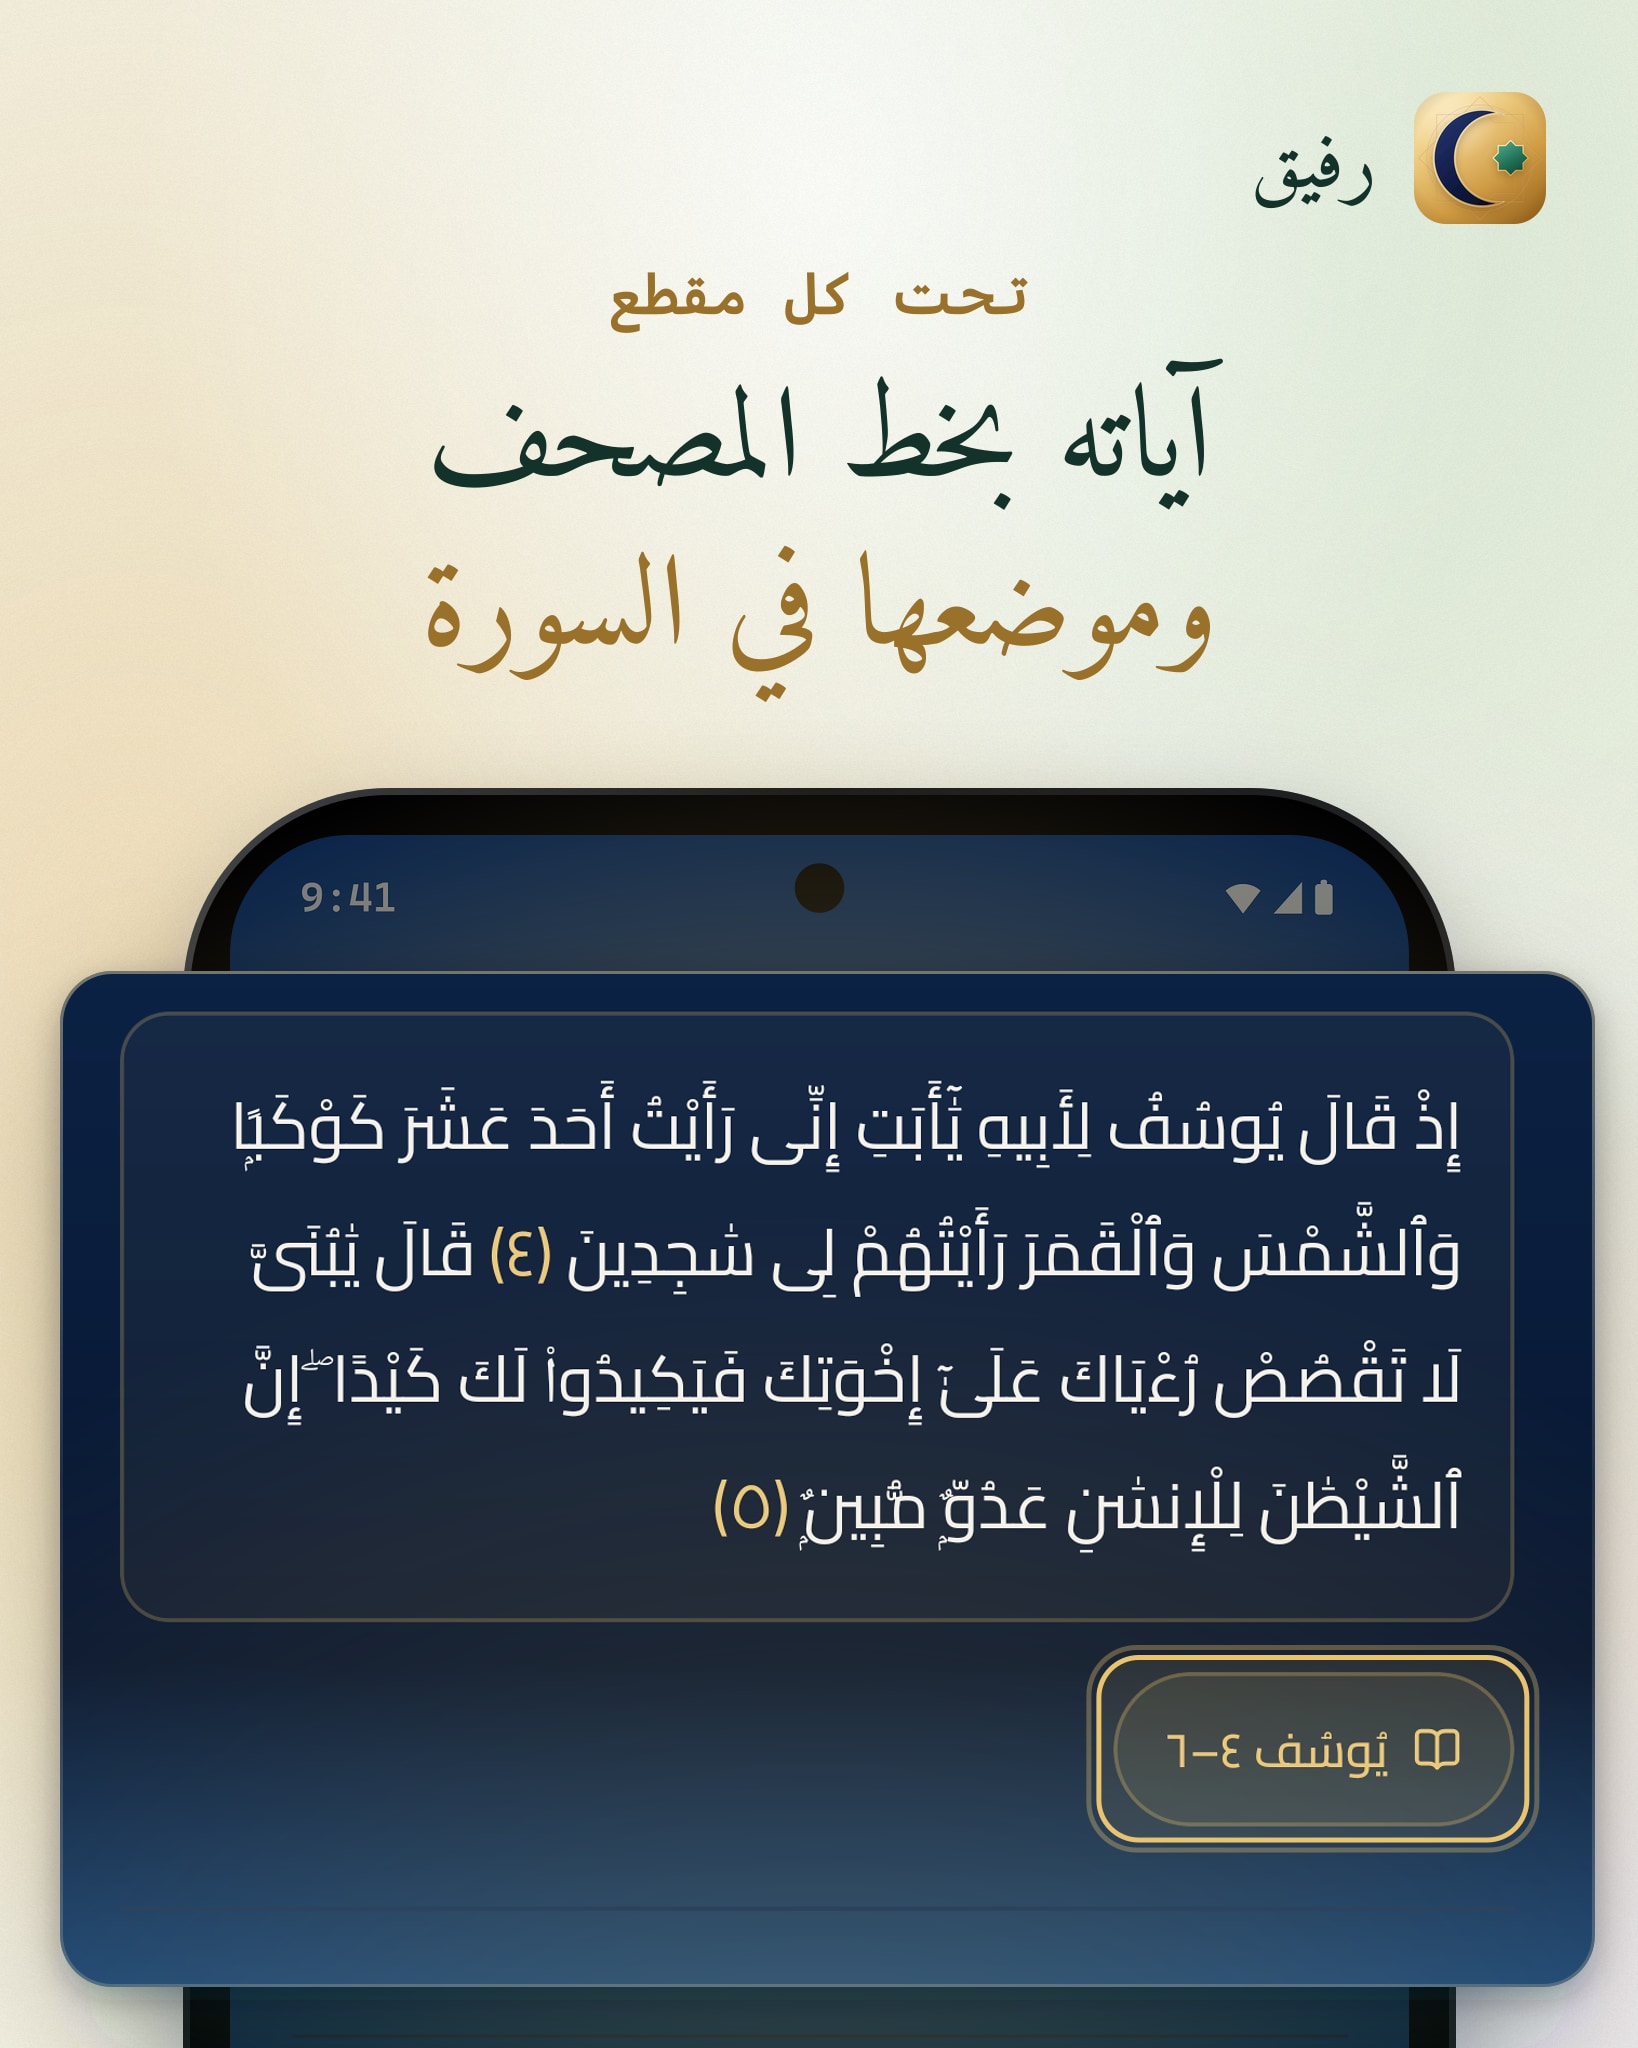 رفيق
تحت كل مقطع
آياته بخط المصحف
وموضعها في السورة
9:41
إِذْ قَالَ يُوسُفُ لِأَبِيهِ يَٰٓأَبَتِ إِنِّى رَأَيْتُ أَحَدَ عَشَرَ كَوْكَبًۭا
وَٱلشَّمْسَ وَٱلْقَمَرَ رَأَيْتُهُمْ لِى سَٰجِدِينَ (٤) قَالَ يَٰبُنَىَّ
لَا تَقْصُصْ رُءْيَاكَ عَلَىٰٓ إِخْوَتِكَ فَيَكِيدُوا۟ لَكَ كَيْدًا ۖ إِنَّ
ٱلشَّيْطَٰنَ لِلْإِنسَٰنِ عَدُوٌّۭ مُّبِينٌۭ (٥)
يُوسُف ٤–٦